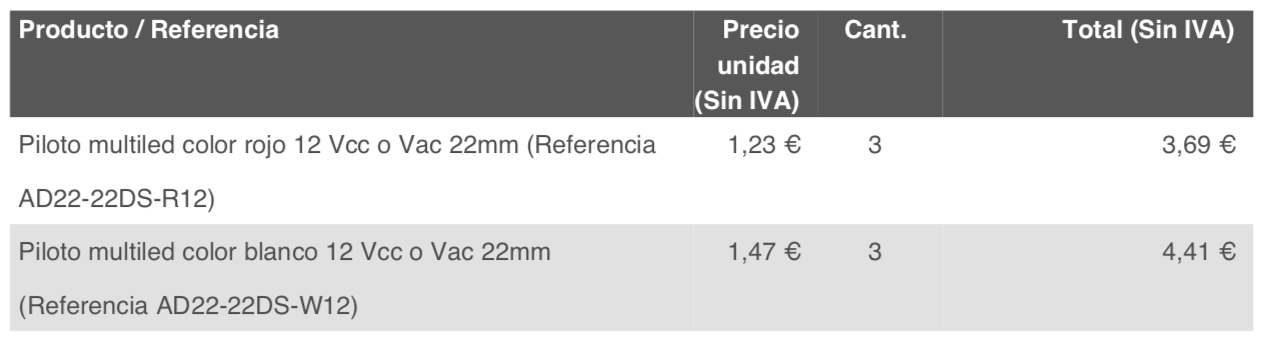 Producto / Referencia Precio unidad (Sin IVA) Cant. Total (Sin IVA)
Piloto multiled color rojo 12 Vcc o Vac 22mm (Referencia 1,23 € 3 3,69 €
AD22-22DS-R12)
Piloto multiled color blanco 12 Vcc o Vac 22mm 1,47 € 3 4,41 €
(Referencia AD22-22DS-W12)